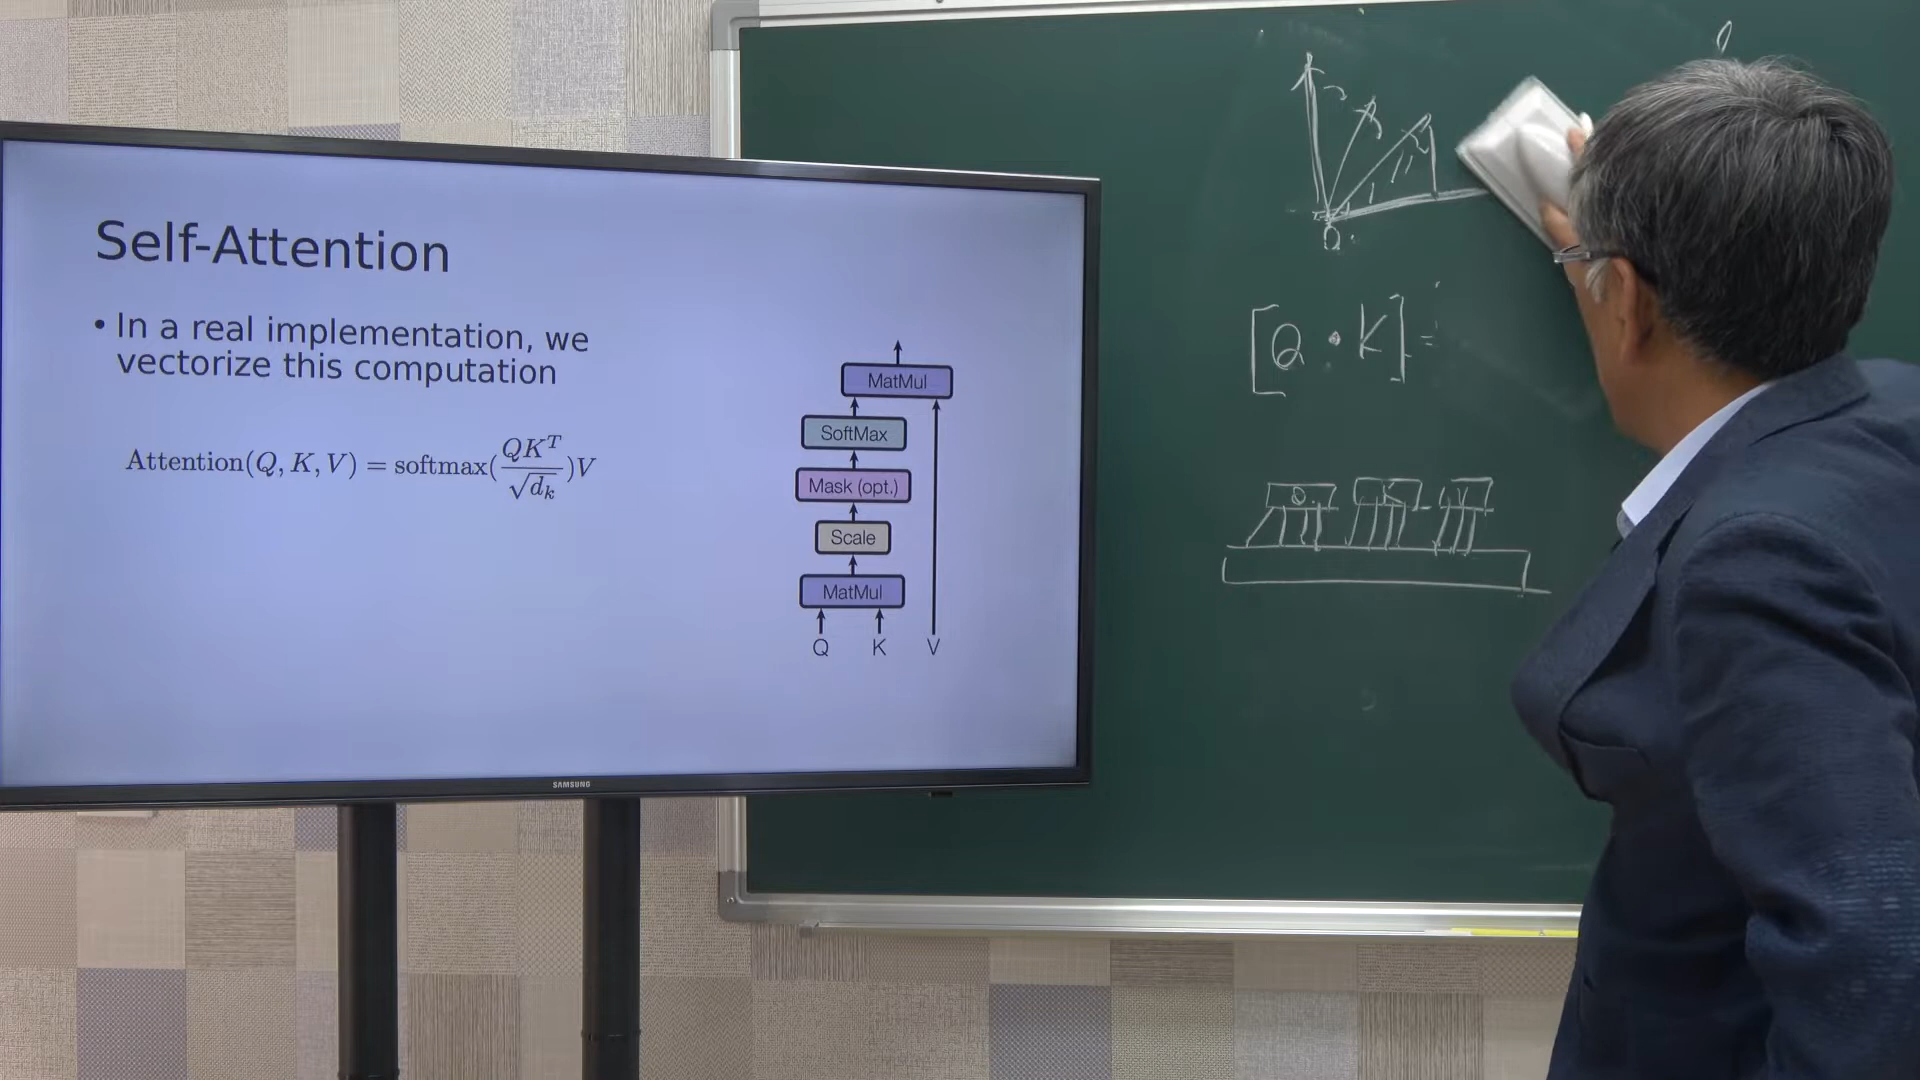 Self-Attention
• In a real implementation, we
vectorize this computation
Attention(Q, K, V) = softmax(QK^T/√d_k)V
MatMul
SoftMax
Mask (opt.)
Scale
MatMul
Q K V
SAMSUNG
Q
[Q · K] =
Q K V